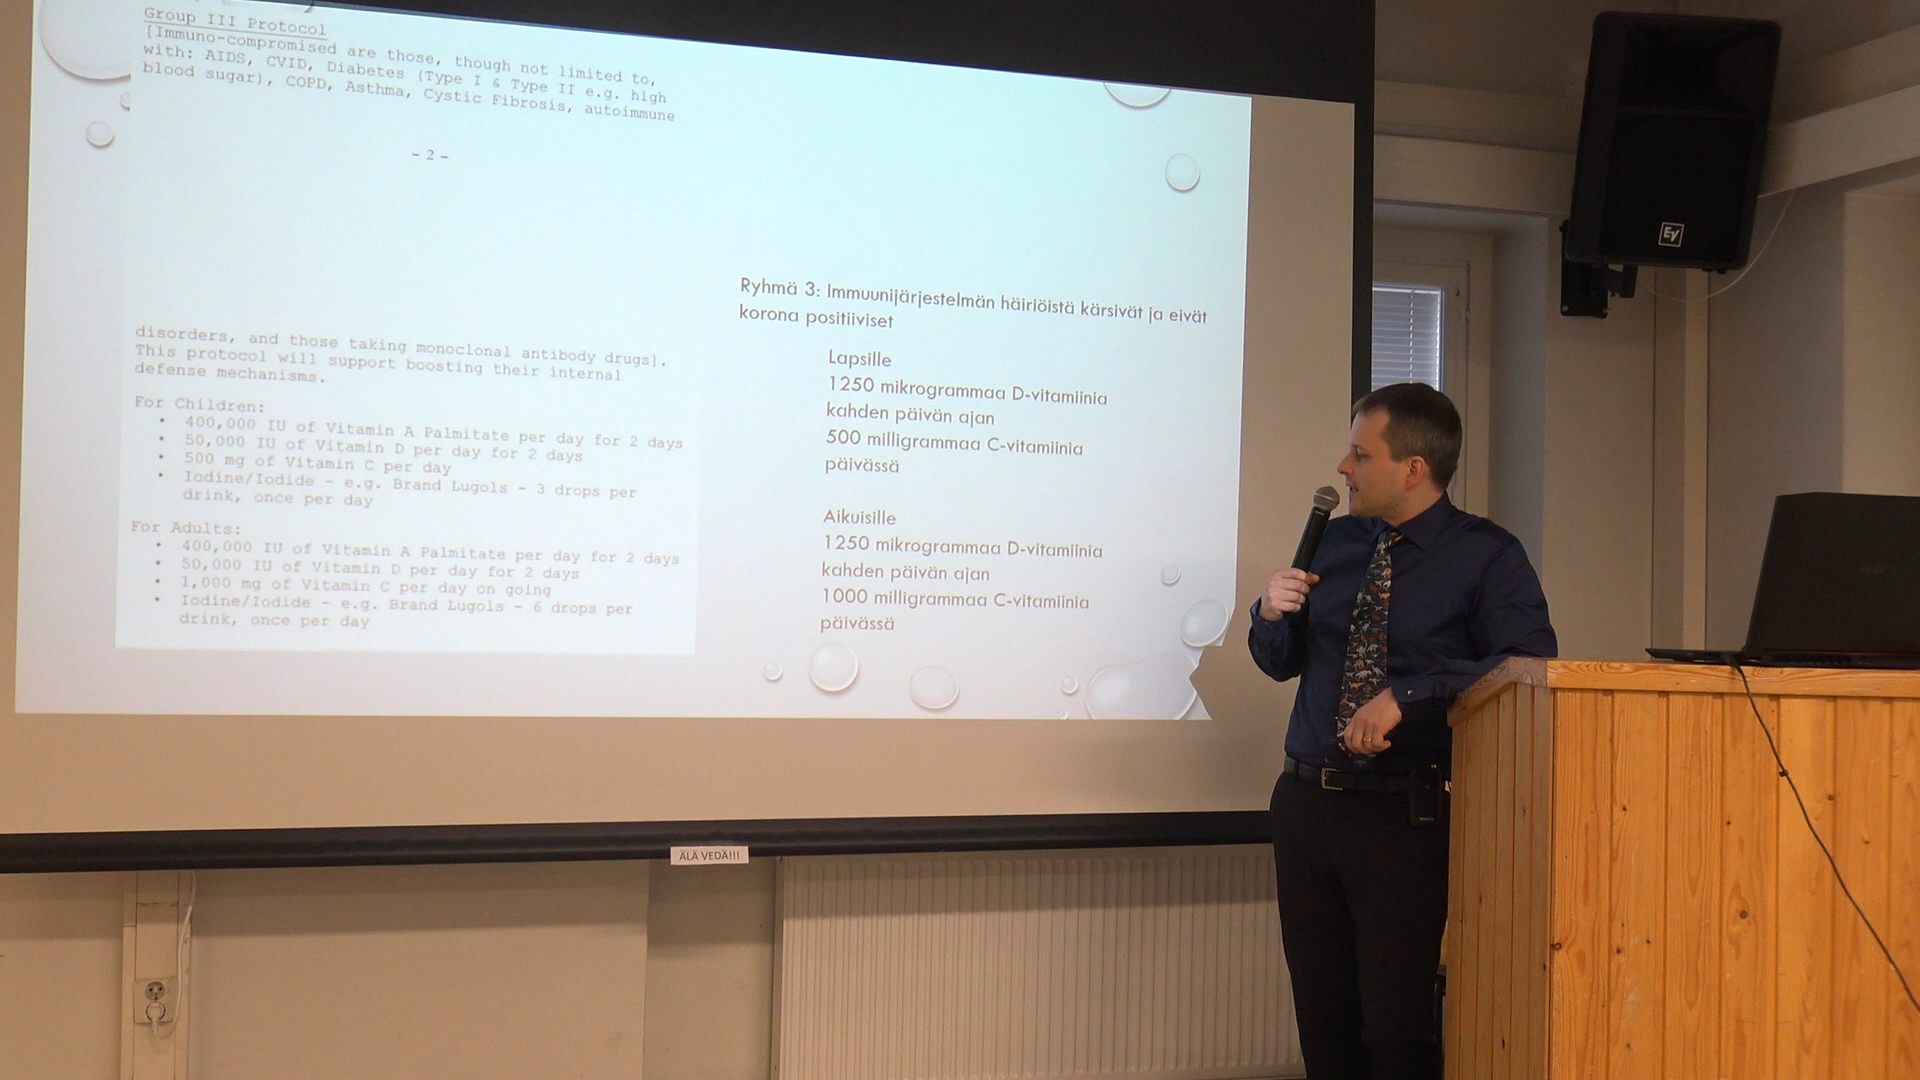 Group III Protocol
[Immuno-compromised are those, though not limited to,
with: AIDS, CVID, Diabetes (Type I & Type II e.g. high
blood sugar), COPD, Asthma, Cystic Fibrosis, autoimmune
- 2 -
disorders, and those taking monoclonal antibody drugs].
This protocol will support boosting their internal
defense mechanisms.
For Children:
• 400,000 IU of Vitamin A Palmitate per day for 2 days
• 50,000 IU of Vitamin D per day for 2 days
• 500 mg of Vitamin C per day
• Iodine/Iodide - e.g. Brand Lugols - 3 drops per
drink, once per day
For Adults:
• 400,000 IU of Vitamin A Palmitate per day for 2 days
• 50,000 IU of Vitamin D per day for 2 days
• 1,000 mg of Vitamin C per day on going
• Iodine/Iodide - e.g. Brand Lugols - 6 drops per
drink, once per day
Ryhmä 3: Immuunijärjestelmän häiriöistä kärsivät ja eivät
korona positiiviset
Lapsille
1250 mikrogrammaa D-vitamiinia
kahden päivän ajan
500 milligrammaa C-vitamiinia
päivässä
Aikuisille
1250 mikrogrammaa D-vitamiinia
kahden päivän ajan
1000 milligrammaa C-vitamiinia
päivässä
EV
ÄLÄ VEDÄ!!!